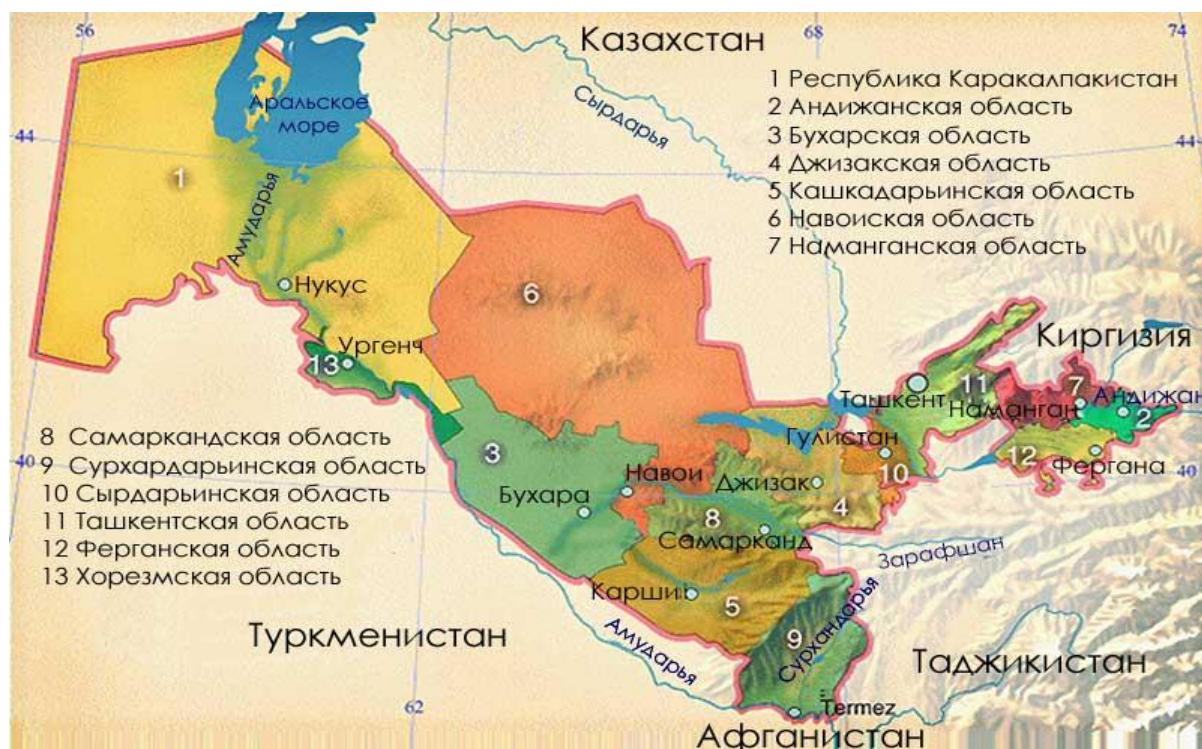 56
68
74
Казахстан
1 Республика Каракалпакистан
2 Андижанская область
3 Бухарская область
4 Джизакская область
5 Кашкадарьинская область
6 Навоиская область
7 Наманганская область
Аральское
море
Сырдарья
44
44
1
Амударья
Нукус
6
Киргизия
Ургенч
13
Ташкент
11
7
Наманган
Андижан
2
8 Самаркандская область
9 Сурхардарьинская область
10 Сырдарьинская область
11 Ташкентская область
12 Ферганская область
13 Хорезмская область
Гулистан
10
12
Фергана
40
40
3
Навои
Бухара
Джизак
4
8
Самарканд
Зарафшан
Карши
5
Амударья
Сурхандарья
9
Туркменистан
Таджикистан
62
Termez
Афганистан